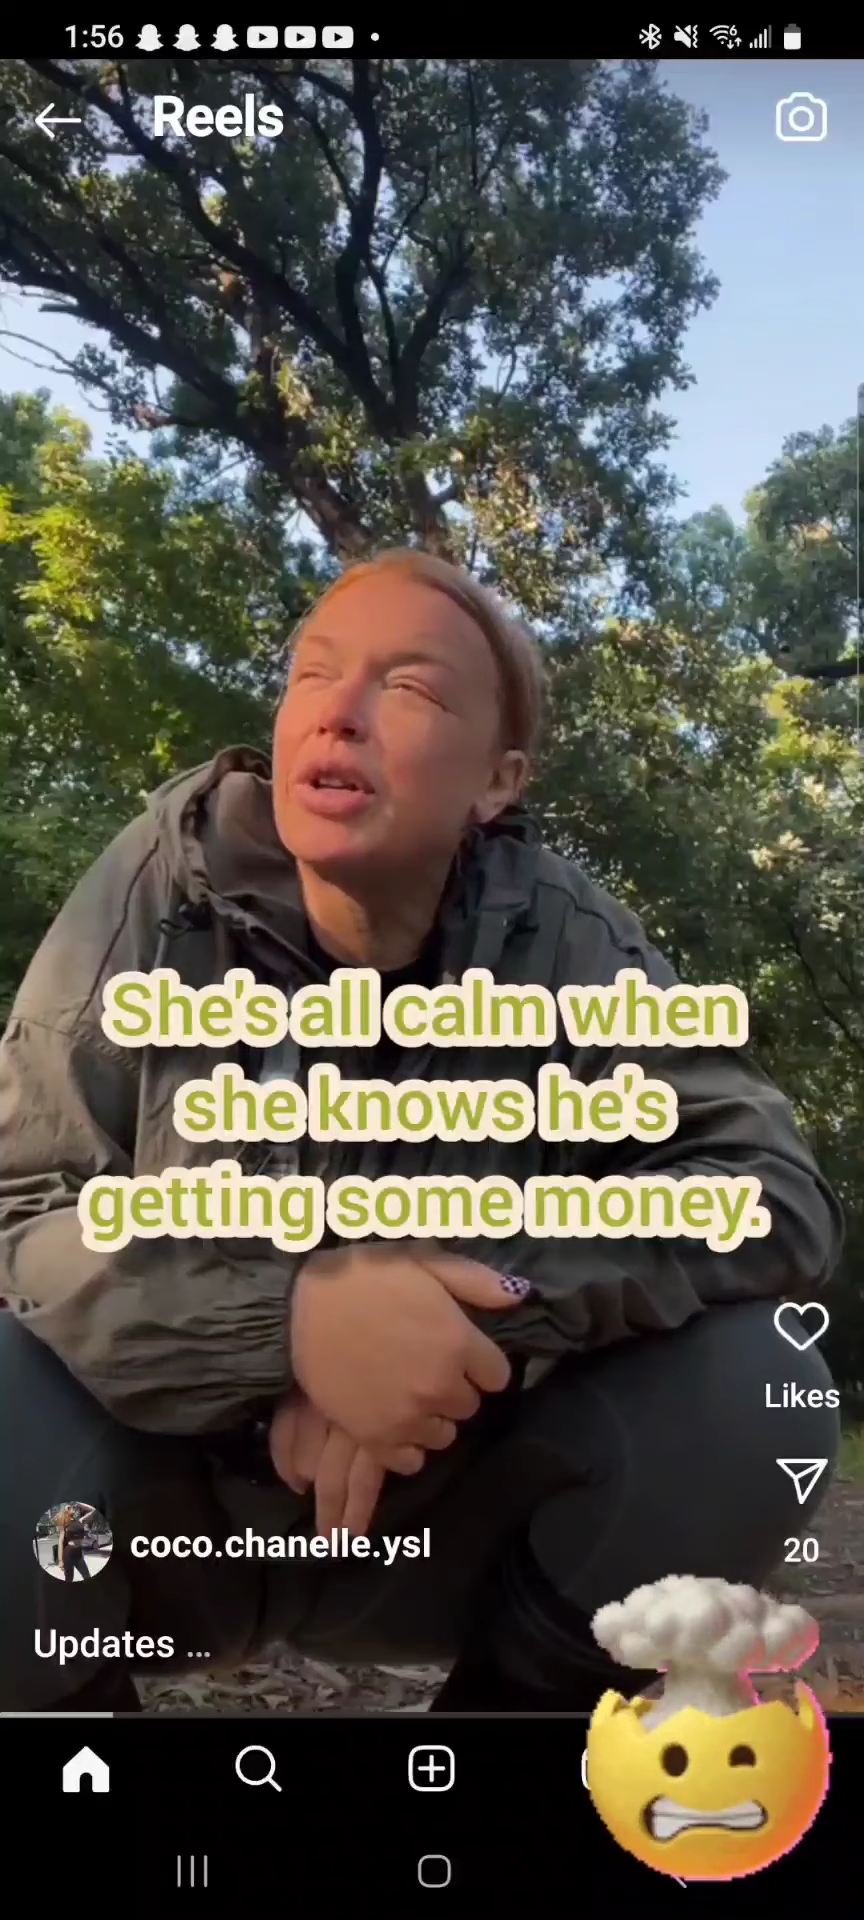 1:56
Reels
She's all calm when
she knows he's
getting some money.
Likes
20
coco.chanelle.ysl
Updates ...